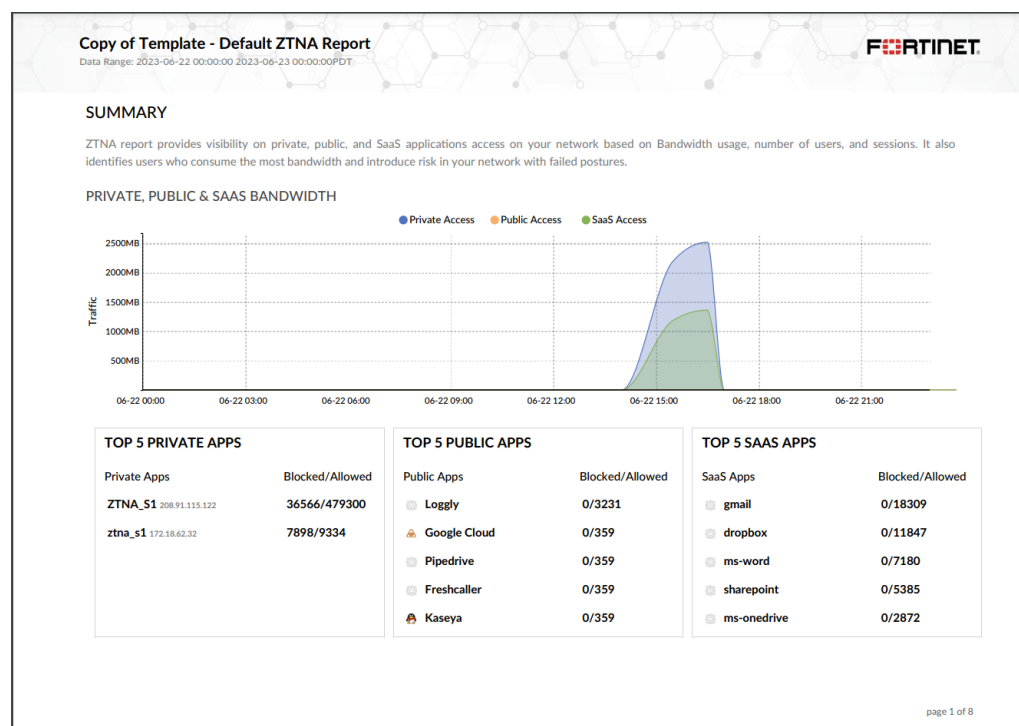 Copy of Template - Default ZTNA Report
Data Range: 2023-06-22 00:00:00 2023-06-23 00:00:00PDT
FORTINET
SUMMARY
ZTNA report provides visibility on private, public, and SaaS applications access on your network based on Bandwidth usage, number of users, and sessions. It also
identifies users who consume the most bandwidth and introduce risk in your network with failed postures.
PRIVATE, PUBLIC & SAAS BANDWIDTH
Private Access Public Access SaaS Access
2500MB
2000MB
1500MB
1000MB
500MB
Traffic
06-22 00:00 06-22 03:00 06-22 06:00 06-22 09:00 06-22 12:00 06-22 15:00 06-22 18:00 06-22 21:00
TOP 5 PRIVATE APPS
Private Apps Blocked/Allowed
ZTNA_S1 208.91.115.122 36566/479300
ztna_s1 172.18.62.32 7898/9334
TOP 5 PUBLIC APPS
Public Apps Blocked/Allowed
Loggly 0/3231
Google Cloud 0/359
Pipedrive 0/359
Freshcaller 0/359
Kaseya 0/359
TOP 5 SAAS APPS
SaaS Apps Blocked/Allowed
gmail 0/18309
dropbox 0/11847
ms-word 0/7180
sharepoint 0/5385
ms-onedrive 0/2872
page 1 of 8